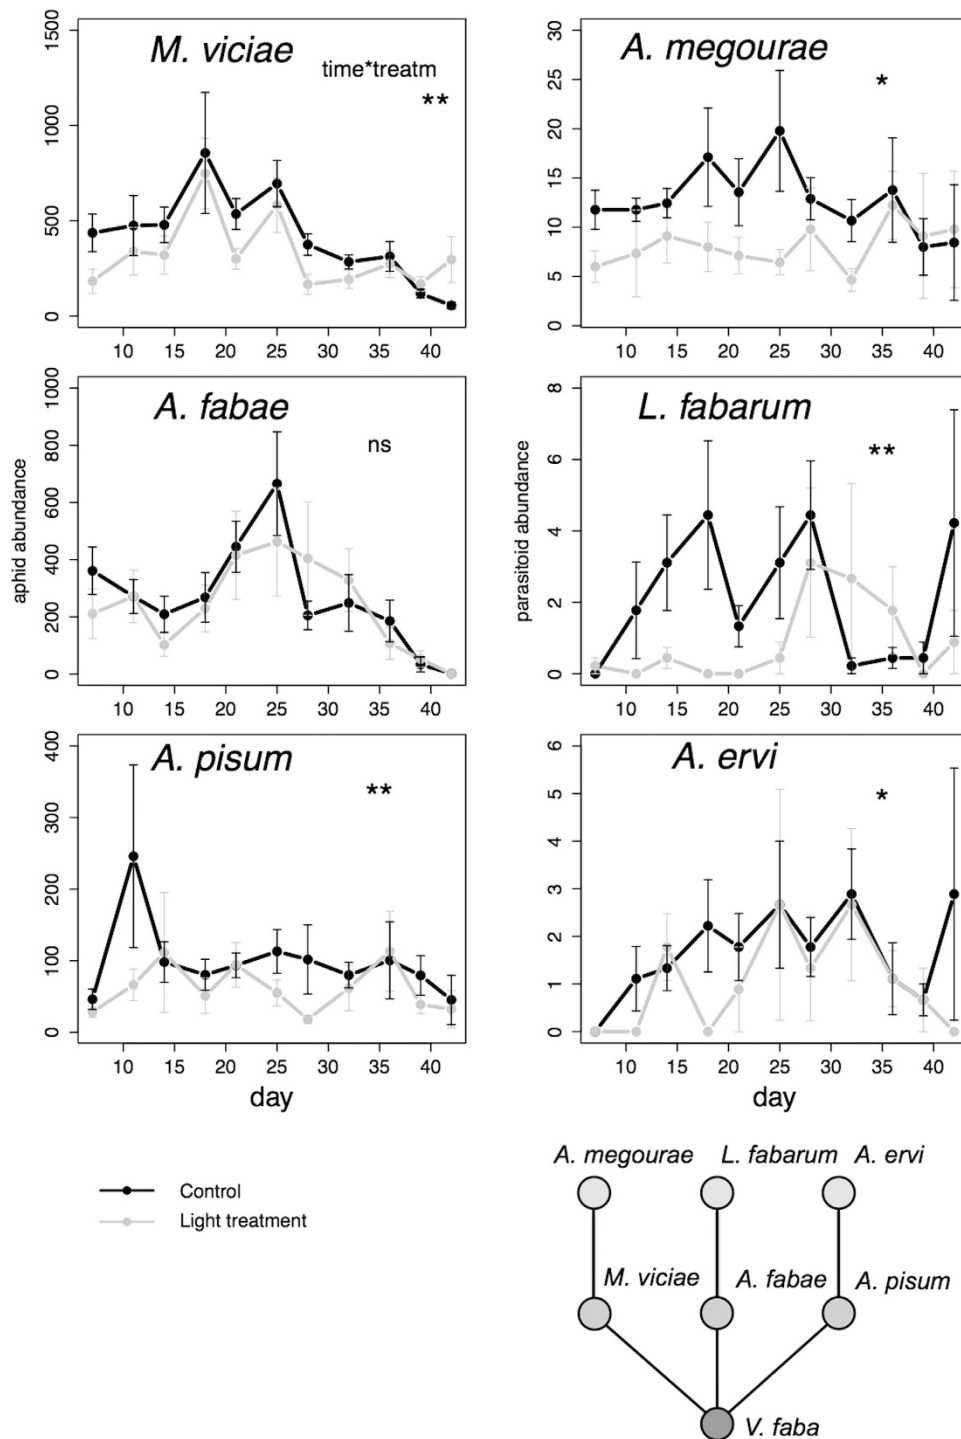 M. viciae
time*treatm
**
1500
1000
500
0
10 15 20 25 30 35 40
A. megourae
*
30
25
20
15
10
5
0
10 15 20 25 30 35 40
A. fabae
ns
aphid abundance
1000
800
600
400
200
0
10 15 20 25 30 35 40
L. fabarum
**
parasitoid abundance
8
6
4
2
0
10 15 20 25 30 35 40
A. pisum
**
400
300
200
100
0
10 15 20 25 30 35 40
day
A. ervi
*
6
5
4
3
2
1
0
10 15 20 25 30 35 40
day
Control
Light treatment
A. megourae L. fabarum A. ervi
M. viciae A. fabae A. pisum
V. faba